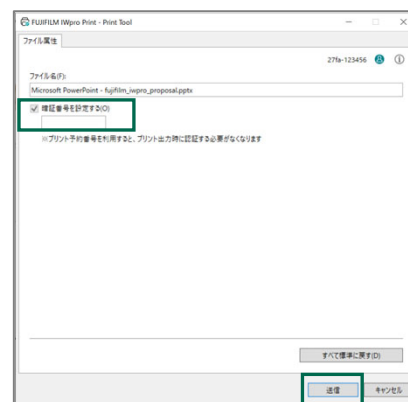 FUJIFILM IWpro Print - Print Tool
ファイル属性
27fa-123456
ファイル名(F):
Microsoft PowerPoint - fujifilm_iwpro_proposal.pptx
暗証番号を設定する(O)
※プリント予約番号を利用すると、プリント出力時に認証する必要がなくなります
すべて標準に戻す(D)
送信 キャンセル